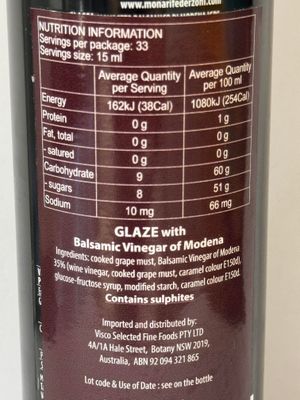 www.monarifederzoni.com
NUTRITION INFORMATION
Servings per package: 33
Servings size: 15 ml
Average Quantity per Serving Average Quantity per 100 ml
Energy 162kJ (38Cal) 1080kJ (254Cal)
Protein 0 g 1 g
Fat, total 0 g 0 g
- satured 0 g 0 g
Carbohydrate 9 60 g
- sugars 8 51 g
Sodium 10 mg 66 mg
GLAZE with
Balsamic Vinegar of Modena
Ingredients: cooked grape must, Balsamic Vinegar of Modena
35% (wine vinegar, cooked grape must, caramel colour E150d),
glucose-fructose syrup, modified starch, caramel colour E150d.
Contains sulphites
Imported and distributed by:
Visco Selected Fine Foods PTY LTD
4A/1A Hale Street, Botany NSW 2019,
Australia, ABN 92 094 321 865
Lot code & Use of Date : see on the bottle